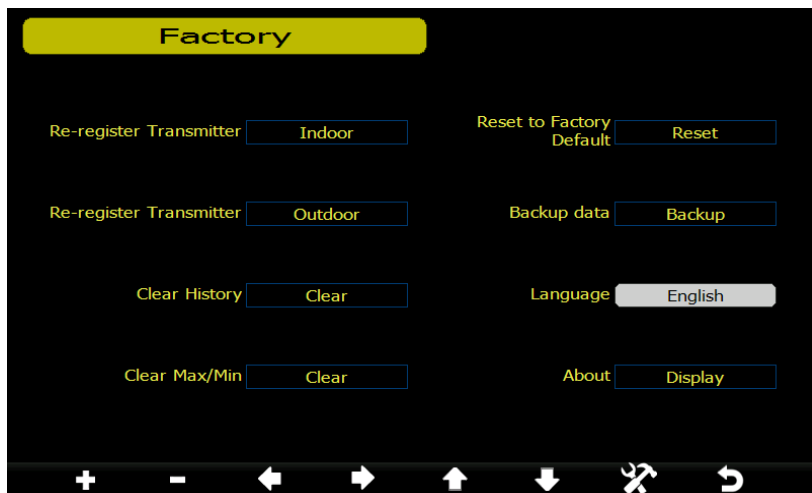 Factory
Re-register Transmitter Indoor
Reset to Factory
Default Reset
Re-register Transmitter Outdoor
Backup data Backup
Clear History Clear
Language English
Clear Max/Min Clear
About Display